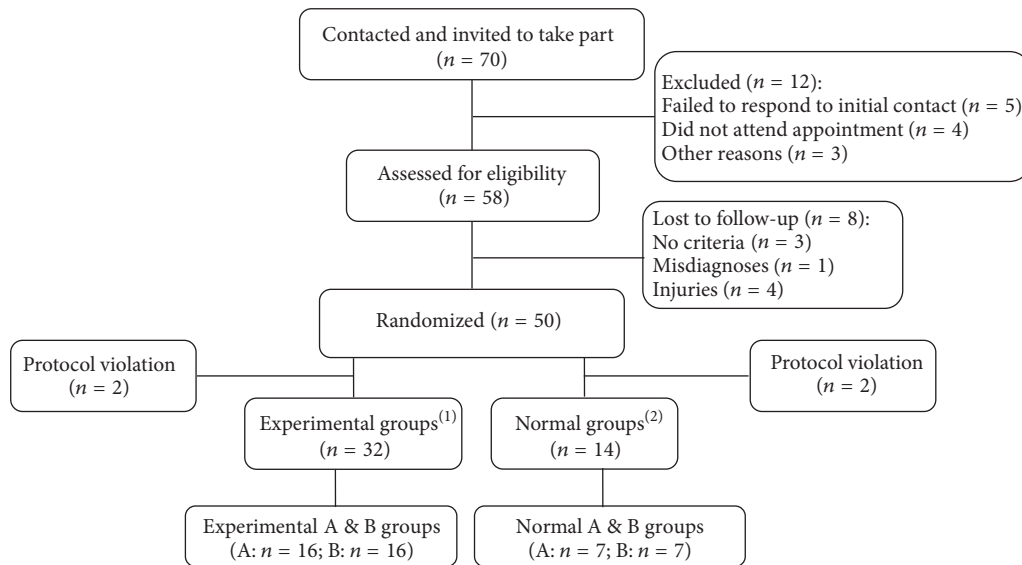 Contacted and invited to take part
(n = 70)
Excluded (n = 12):
Failed to respond to initial contact (n = 5)
Did not attend appointment (n = 4)
Other reasons (n = 3)
Assessed for eligibility
(n = 58)
Lost to follow-up (n = 8):
No criteria (n = 3)
Misdiagnoses (n = 1)
Injuries (n = 4)
Randomized (n = 50)
Protocol violation
(n = 2)
Protocol violation
(n = 2)
Experimental groups(1)
(n = 32)
Normal groups(2)
(n = 14)
Experimental A & B groups
(A: n = 16; B: n = 16)
Normal A & B groups
(A: n = 7; B: n = 7)